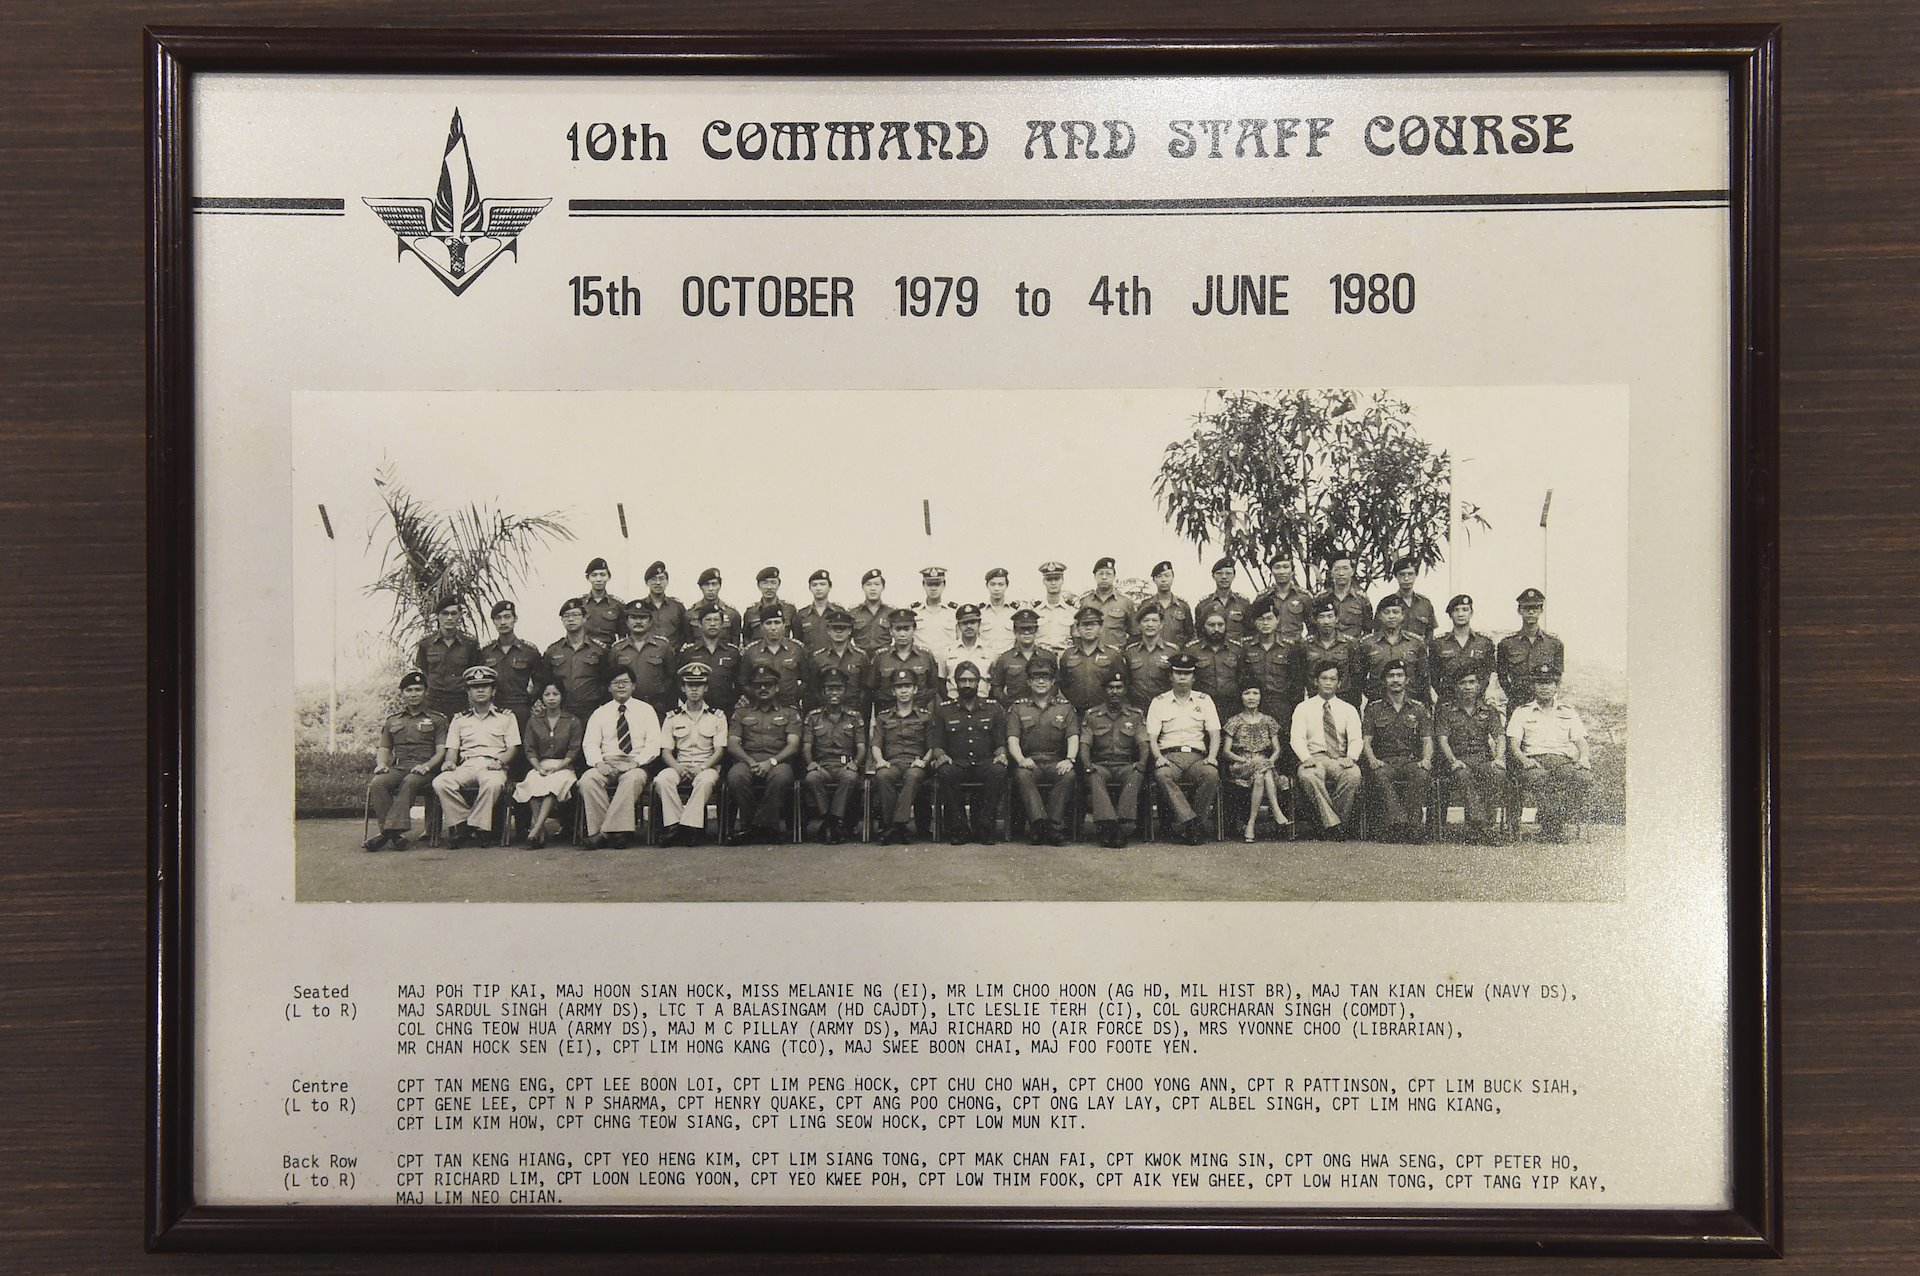 10th COMMAND AND STAFF COURSE
15th OCTOBER 1979 to 4th JUNE 1980
Seated MAJ POH TIP KAI, MAJ HOON SIAN HOCK, MISS MELANIE NG (EI), MR LIM CHOO HOON (AG HD, MIL HIST BR), MAJ TAN KIAN CHEW (NAVY DS),
(L to R) MAJ SARDUL SINGH (ARMY DS), LTC T A BALASINGAM (HD CAJDT), LTC LESLIE TERH (CI), COL GURCHARAN SINGH (COMDT),
COL CHNG TEOW HUA (ARMY DS), MAJ M C PILLAY (ARMY DS), MAJ RICHARD HO (AIR FORCE DS), MRS YVONNE CHOO (LIBRARIAN),
MR CHAN HOCK SEN (EI), CPT LIM HONG KANG (TCO), MAJ SWEE BOON CHAI, MAJ FOO FOOTE YEN.
Centre CPT TAN MENG ENG, CPT LEE BOON LOI, CPT LIM PENG HOCK, CPT CHU CHO WAH, CPT CHOO YONG ANN, CPT R PATTINSON, CPT LIM BUCK SIAH,
(L to R) CPT GENE LEE, CPT N P SHARMA, CPT HENRY QUAKE, CPT ANG POO CHONG, CPT ONG LAY LAY, CPT ALBEL SINGH, CPT LIM HNG KIANG,
CPT LIM KIM HOW, CPT CHNG TEOW SIANG, CPT LING SEOW HOCK, CPT LOW MUN KIT.
Back Row CPT TAN KENG HIANG, CPT YEO HENG KIM, CPT LIM SIANG TONG, CPT MAK CHAN FAI, CPT KWOK MING SIN, CPT ONG HWA SENG, CPT PETER HO,
(L to R) CPT RICHARD LIM, CPT LOON LEONG YOON, CPT YEO KWEE POH, CPT LOW THIM FOOK, CPT AIK YEW GHEE, CPT LOW HIAN TONG, CPT TANG YIP KAY,
MAJ LIM NEO CHIAN.